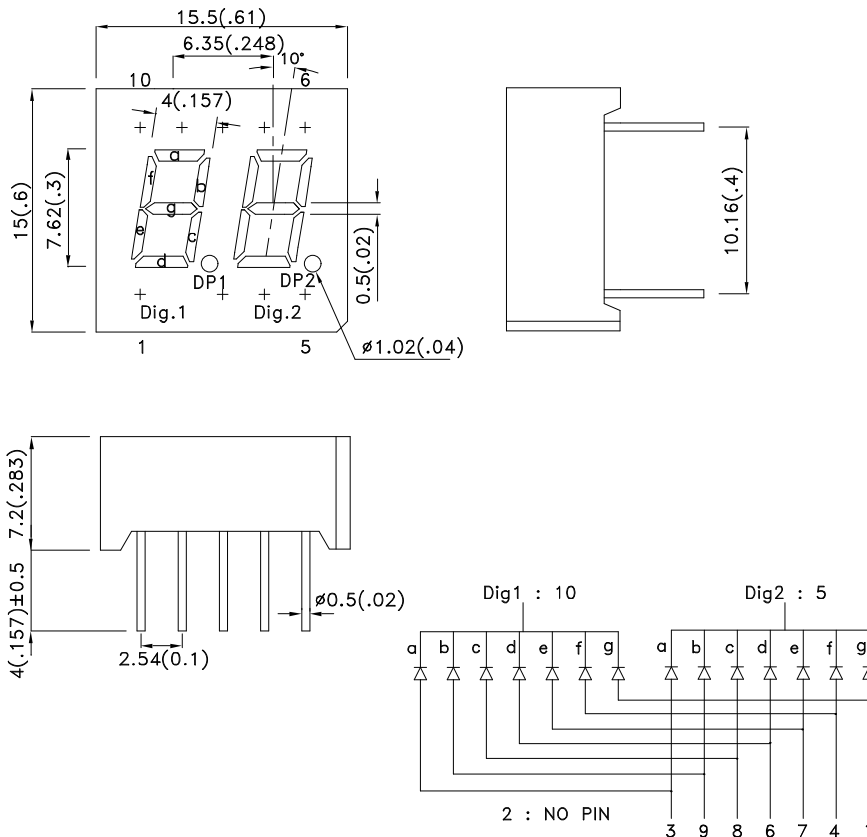 15.5(.61)
6.35(.248)
10°
10
6
4(.157)
15(.6)
7.62(.3)
a
f
b
g
e
c
d
DP1
DP2
0.5(.02)
Dig.1
Dig.2
1
5
ø1.02(.04)
10.16(.4)
7.2(.283)
4(.157)±0.5
ø0.5(.02)
2.54(0.1)
Dig1 : 10
Dig2 : 5
a b c d e f g
a b c d e f g
2 : NO PIN
3 9 8 6 7 4